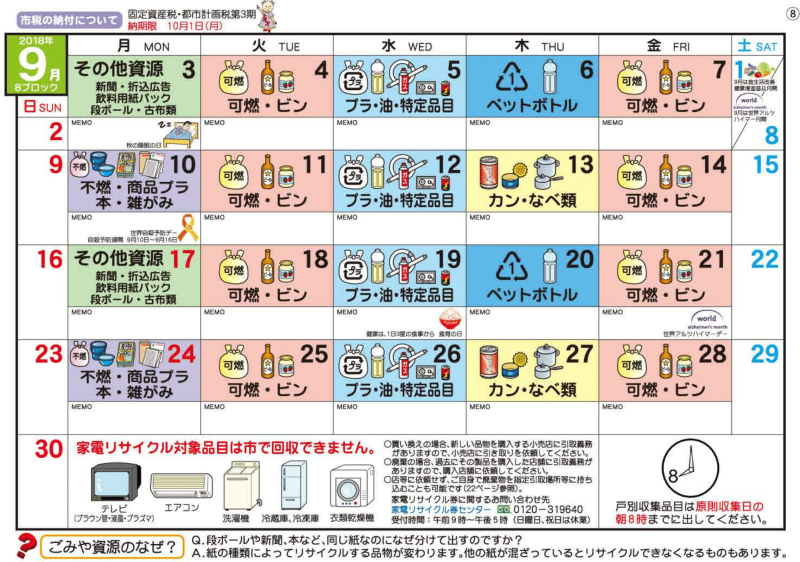 市税の納付について
固定資産税・都市計画税第3期
納期限 10月1日(月)
⑧
2018年
9月
Bブロック
日 SUN
月 MON
火 TUE
水 WED
木 THU
金 FRI
土 SAT
その他資源 3
新聞・折込広告
飲料用紙パック
段ボール・古布類
可燃 4
可燃・ビン
プラ 5
プラ・油・特定品目
1 6
ペットボトル
可燃 7
可燃・ビン
1
9月は食生活改善
健康増進普及月間
world
alzheimer's month
9月は世界アルツ
ハイマー月間
8
2
MEMO
秋の睡眠の日
MEMO
MEMO
MEMO
MEMO
9
不燃 10
不燃・商品プラ
本・雑がみ
可燃 11
可燃・ビン
プラ 12
プラ・油・特定品目
13
カン・なべ類
可燃 14
可燃・ビン
15
MEMO
世界自殺予防デー
自殺予防週間 9月10日〜9月16日
MEMO
MEMO
MEMO
MEMO
16
その他資源 17
新聞・折込広告
飲料用紙パック
段ボール・古布類
可燃 18
可燃・ビン
プラ 19
プラ・油・特定品目
1 20
ペットボトル
可燃 21
可燃・ビン
22
MEMO
MEMO
MEMO
健康は、1日3度の食事から 食育の日
MEMO
MEMO
world
alzheimer's month
世界アルツハイマーデー
23
不燃 24
不燃・商品プラ
本・雑がみ
可燃 25
可燃・ビン
プラ 26
プラ・油・特定品目
27
カン・なべ類
可燃 28
可燃・ビン
29
MEMO
MEMO
MEMO
MEMO
MEMO
30
家電リサイクル対象品目は市で回収できません。
テレビ
(ブラウン管・液晶・プラズマ)
エアコン
洗濯機
冷蔵庫、冷凍庫
衣類乾燥機
○買い換えの場合、新しい品物を購入する小売店に引取義務
がありますので、小売店に引き取りを依頼してください。
○廃棄の場合、過去にその製品を購入した店舗に引取義務が
ありますので、購入店舗に依頼してください。
○店等に依頼せず、ご自身で廃棄物を指定引取場所等に持ち
込むことも可能です(22ページ参照)。
家電リサイクル券に関するお問い合わせ先
家電リサイクル券センター 0120−319640
受付時間:午前9時〜午後5時(日曜日、祝日は休業)
8
戸別収集品目は原則収集日の
朝8時までに出してください。
ごみや資源のなぜ?
Q.段ボールや新聞、本など、同じ紙なのになぜ分けて出すのですか?
A.紙の種類によってリサイクルする品物が変わります。他の紙が混ざっているとリサイクルできなくなるものもあります。